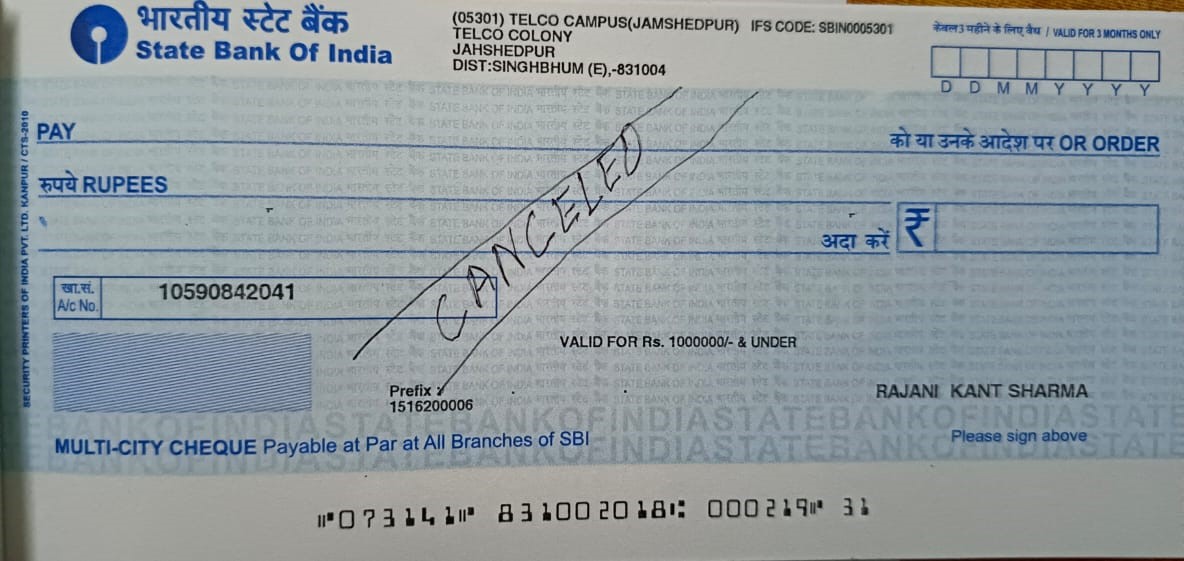 भारतीय स्टेट बैंक
State Bank Of India
(05301) TELCO CAMPUS(JAMSHEDPUR) IFS CODE: SBIN0005301
TELCO COLONY
JAHSHEDPUR
DIST:SINGHBHUM (E),-831004
केवल 3 महीने के लिए वैध / VALID FOR 3 MONTHS ONLY
D D M M Y Y Y Y
PAY
को या उनके आदेश पर OR ORDER
रुपये RUPEES
अदा करें ₹
CANCELED
खा.सं.
A/c No.
10590842041
VALID FOR Rs. 1000000/- & UNDER
Prefix :
1516200006
RAJANI KANT SHARMA
Please sign above
MULTI-CITY CHEQUE Payable at Par at All Branches of SBI
SECURITY PRINTERS OF INDIA PVT. LTD. KANPUR / CTS-2010
BANKOFINDIASTATEBANKOFINDIASTATEBANKOFINDIASTAT
BANKOFINDIASTATEBANKOFINDIASTATEBANKOFINDIASTAT
⑈073141⑈ 831002018⑆ 000219⑈ 31